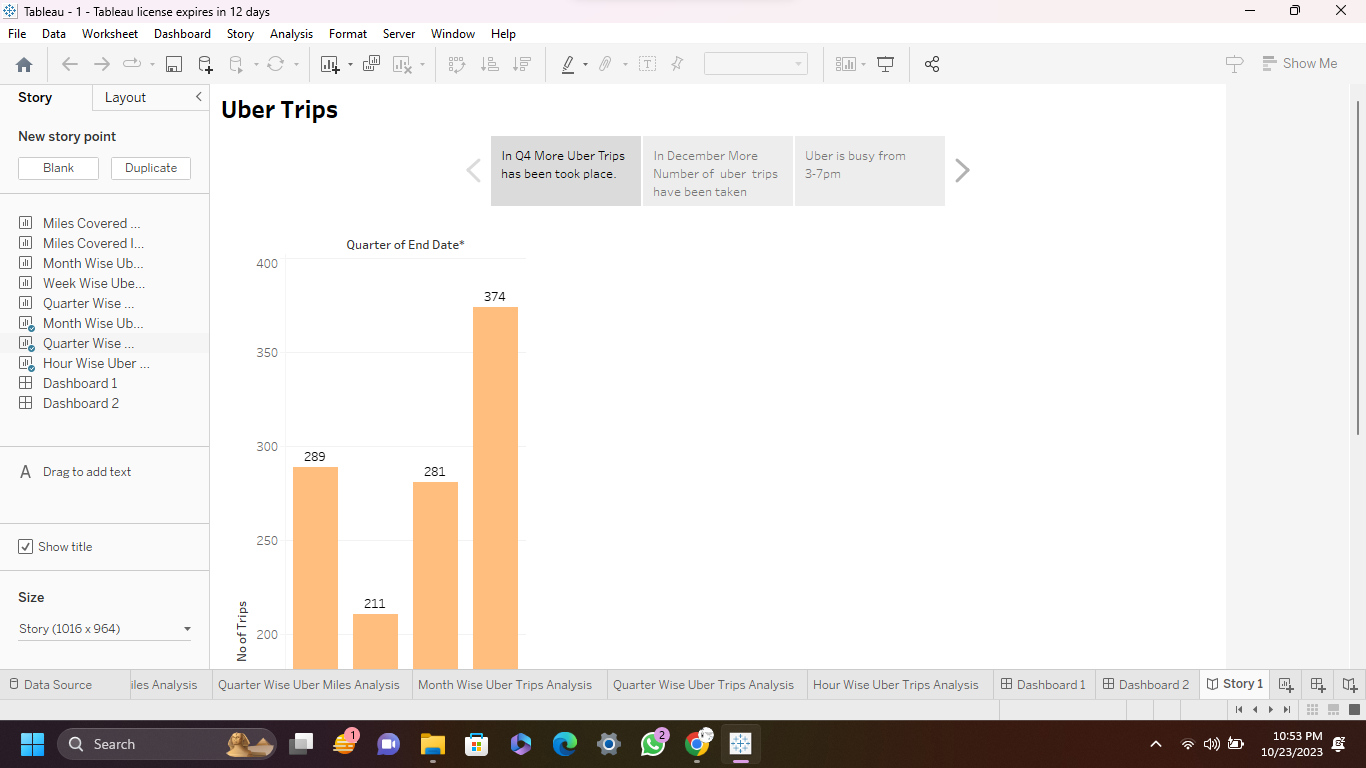 Tableau - 1 - Tableau license expires in 12 days
File Data Worksheet Dashboard Story Analysis Format Server Window Help
Show Me
Story Layout
New story point
Blank Duplicate
Miles Covered ...
Miles Covered I...
Month Wise Ub...
Week Wise Ube...
Quarter Wise ...
Month Wise Ub...
Quarter Wise ...
Hour Wise Uber ...
Dashboard 1
Dashboard 2
A Drag to add text
Show title
Size
Story (1016 x 964)
Uber Trips
In Q4 More Uber Trips
has been took place.
In December More
Number of uber trips
have been taken
Uber is busy from
3-7pm
Quarter of End Date*
400
350
300
250
200
No of Trips
289
211
281
374
Data Source iles Analysis Quarter Wise Uber Miles Analysis Month Wise Uber Trips Analysis Quarter Wise Uber Trips Analysis Hour Wise Uber Trips Analysis Dashboard 1 Dashboard 2 Story 1
Search
1
2
10:53 PM
10/23/2023